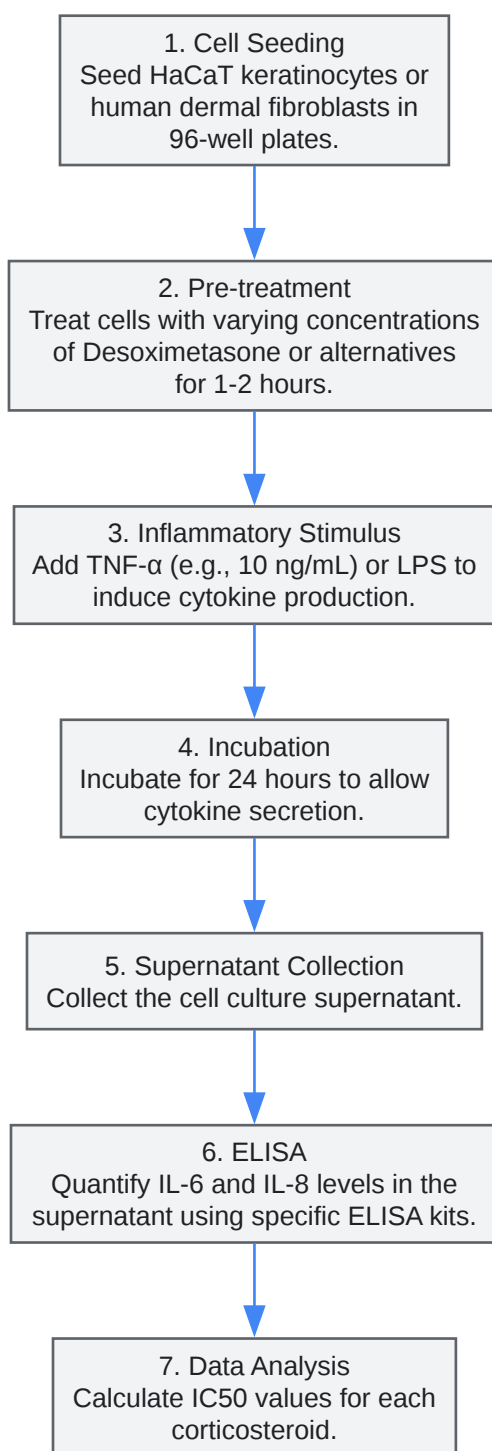 1. Cell Seeding
Seed HaCaT keratinocytes or
human dermal fibroblasts in
96-well plates.
2. Pre-treatment
Treat cells with varying concentrations
of Desoximetasone or alternatives
for 1-2 hours.
3. Inflammatory Stimulus
Add TNF-α (e.g., 10 ng/mL) or LPS to
induce cytokine production.
4. Incubation
Incubate for 24 hours to allow
cytokine secretion.
5. Supernatant Collection
Collect the cell culture supernatant.
6. ELISA
Quantify IL-6 and IL-8 levels in the
supernatant using specific ELISA kits.
7. Data Analysis
Calculate IC50 values for each
corticosteroid.